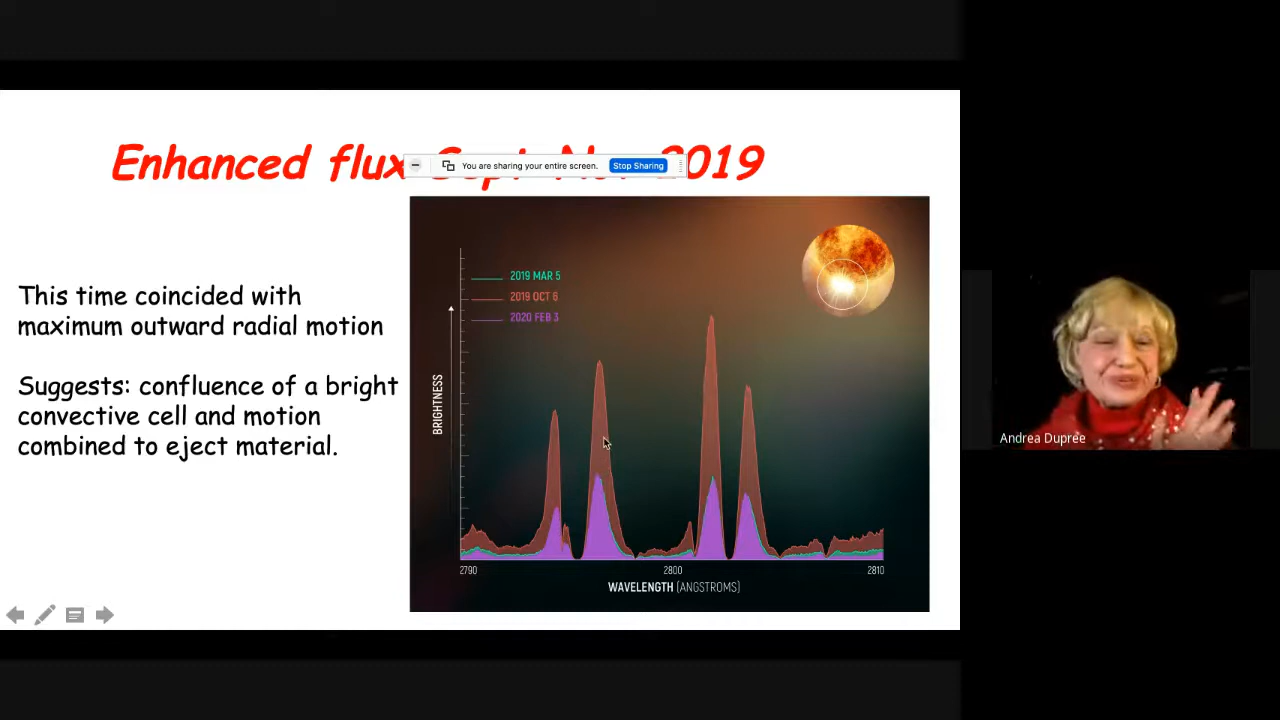 Enhanced flux Sept-Nov 2019
You are sharing your entire screen.
Stop Sharing
This time coincided with
maximum outward radial motion
Suggests: confluence of a bright
convective cell and motion
combined to eject material.
2019 MAR 5
2019 OCT 6
2020 FEB 3
BRIGHTNESS
2790
2800
2810
WAVELENGTH (ANGSTROMS)
Andrea Dupree